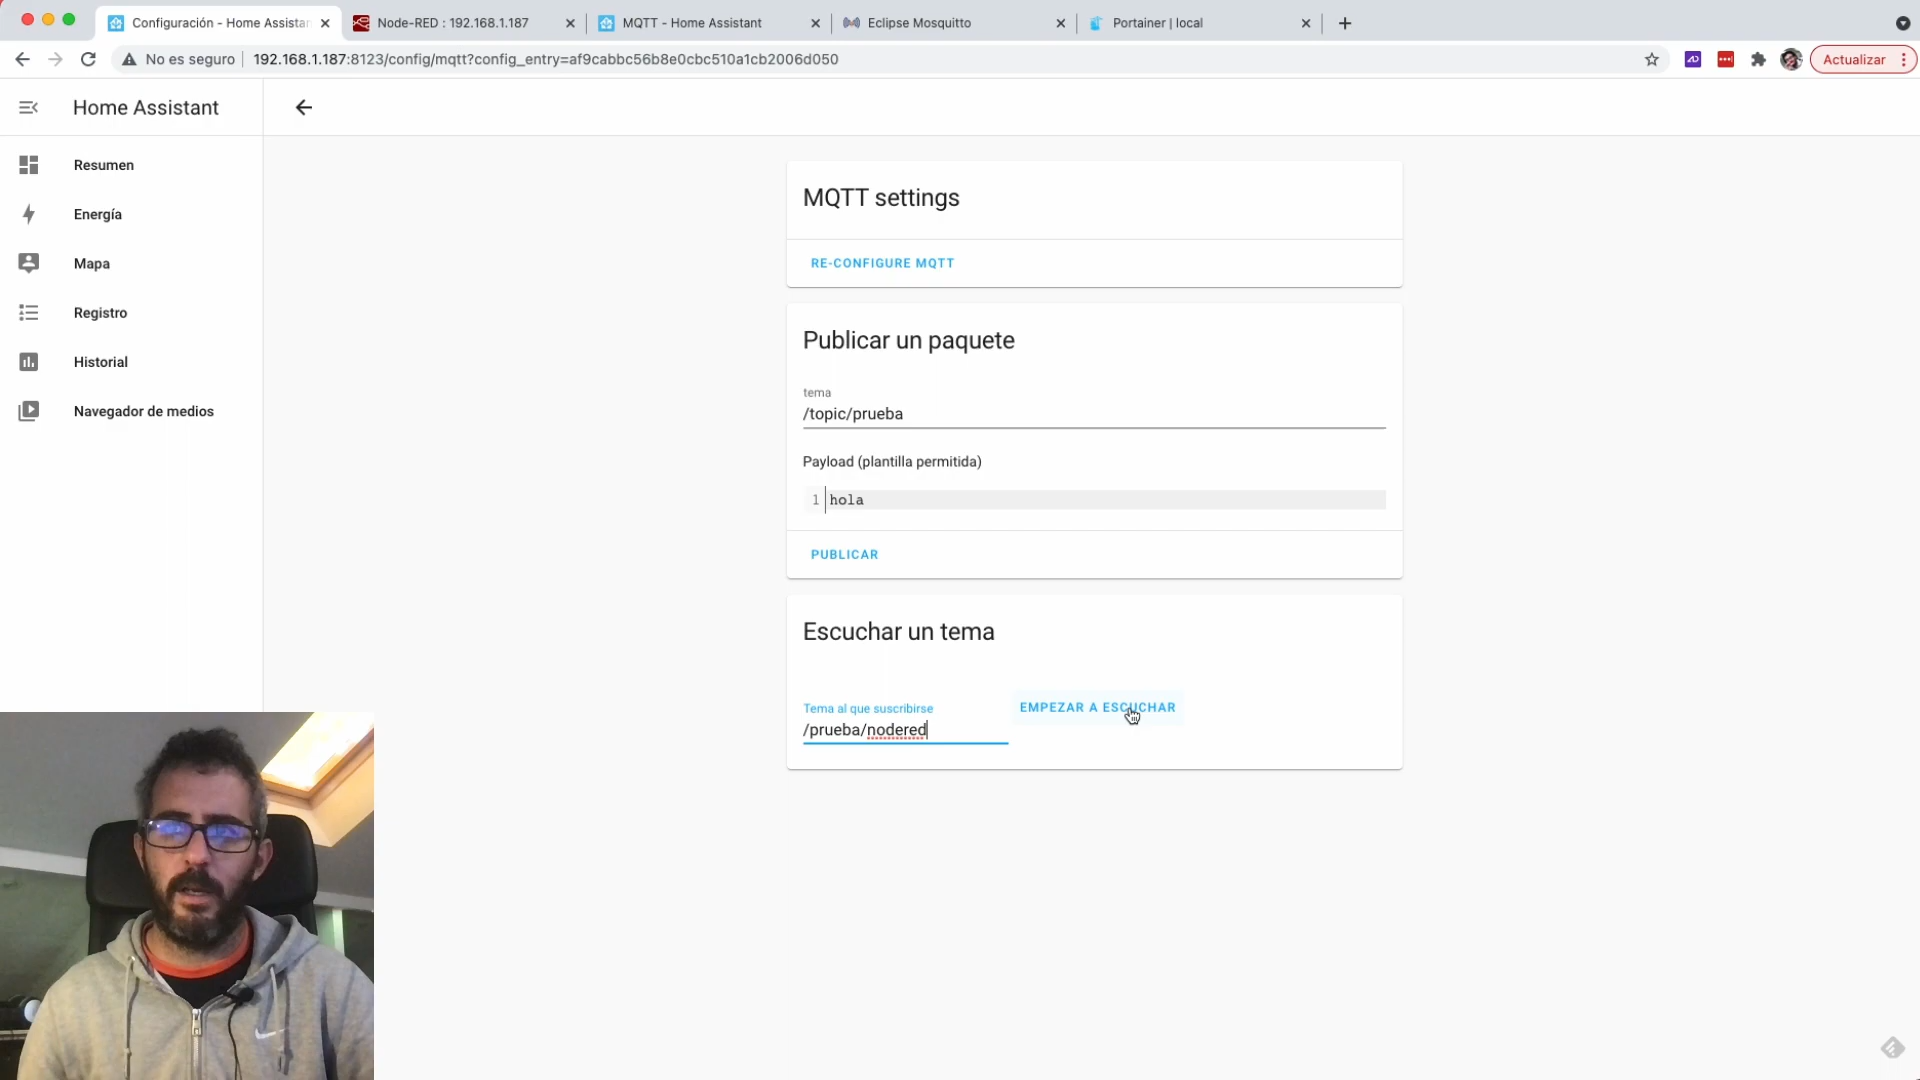 Configuración - Home Assistan
Node-RED : 192.168.1.187
MQTT - Home Assistant
Eclipse Mosquitto
Portainer | local
No es seguro
192.168.1.187:8123/config/mqtt?config_entry=af9cabbc56b8e0cbc510a1cb2006d050
Actualizar
Home Assistant
Resumen
Energía
Mapa
Registro
Historial
Navegador de medios
MQTT settings
RE-CONFIGURE MQTT
Publicar un paquete
tema
/topic/prueba
Payload (plantilla permitida)
1 hola
PUBLICAR
Escuchar un tema
Tema al que suscribirse
/prueba/nodered
EMPEZAR A ESCUCHAR